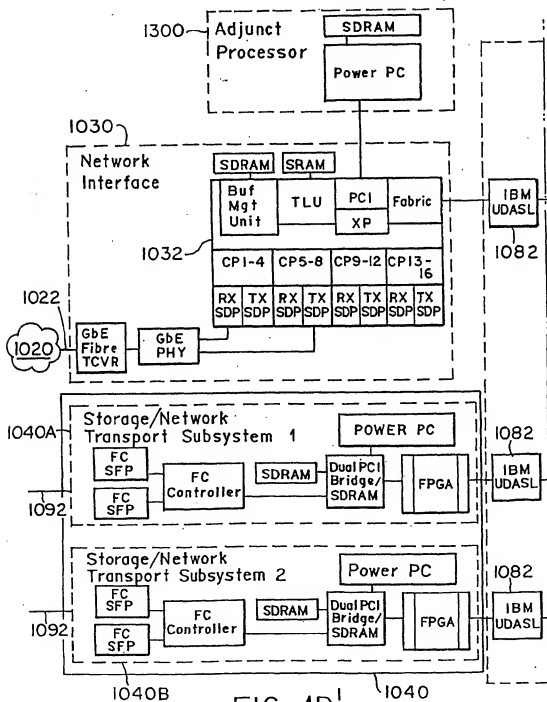 1300
Adjunct
Processor
SDRAM
Power PC
1030
Network
Interface
SDRAM
SRAM
Buf
Mgt
Unit
TLU
PCI
XP
Fabric
IBM
UDASL
1082
1032
CP1-4
CP5-8
CP9-12
CP13-
16
RX
SDP
TX
SDP
RX
SDP
TX
SDP
RX
SDP
TX
SDP
RX
SDP
TX
SDP
1022
1020
GbE
Fibre
TCVR
GbE
PHY
1040A
Storage/Network
Transport Subsystem 1
POWER PC
1082
FC
SFP
FC
SFP
FC
Controller
SDRAM
Dual PCI
Bridge/
SDRAM
FPGA
IBM
UDASL
1092
Storage/Network
Transport Subsystem 2
Power PC
1082
FC
SFP
FC
SFP
FC
Controller
SDRAM
Dual PCI
Bridge/
SDRAM
FPGA
IBM
UDASL
1092
1040B
FIG. 4D'
1040